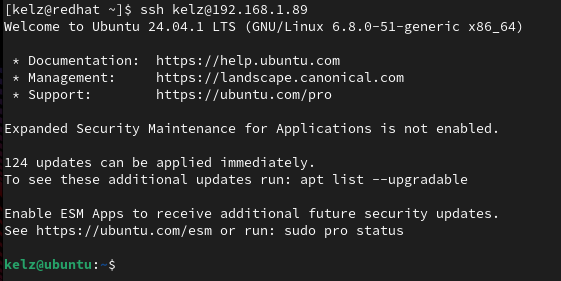 [kelz@redhat ~]$ ssh kelz@192.168.1.89
Welcome to Ubuntu 24.04.1 LTS (GNU/Linux 6.8.0-51-generic x86_64)
* Documentation: https://help.ubuntu.com
* Management: https://landscape.canonical.com
* Support: https://ubuntu.com/pro
Expanded Security Maintenance for Applications is not enabled.
124 updates can be applied immediately.
To see these additional updates run: apt list --upgradable
Enable ESM Apps to receive additional future security updates.
See https://ubuntu.com/esm or run: sudo pro status
kelz@ubuntu:~$